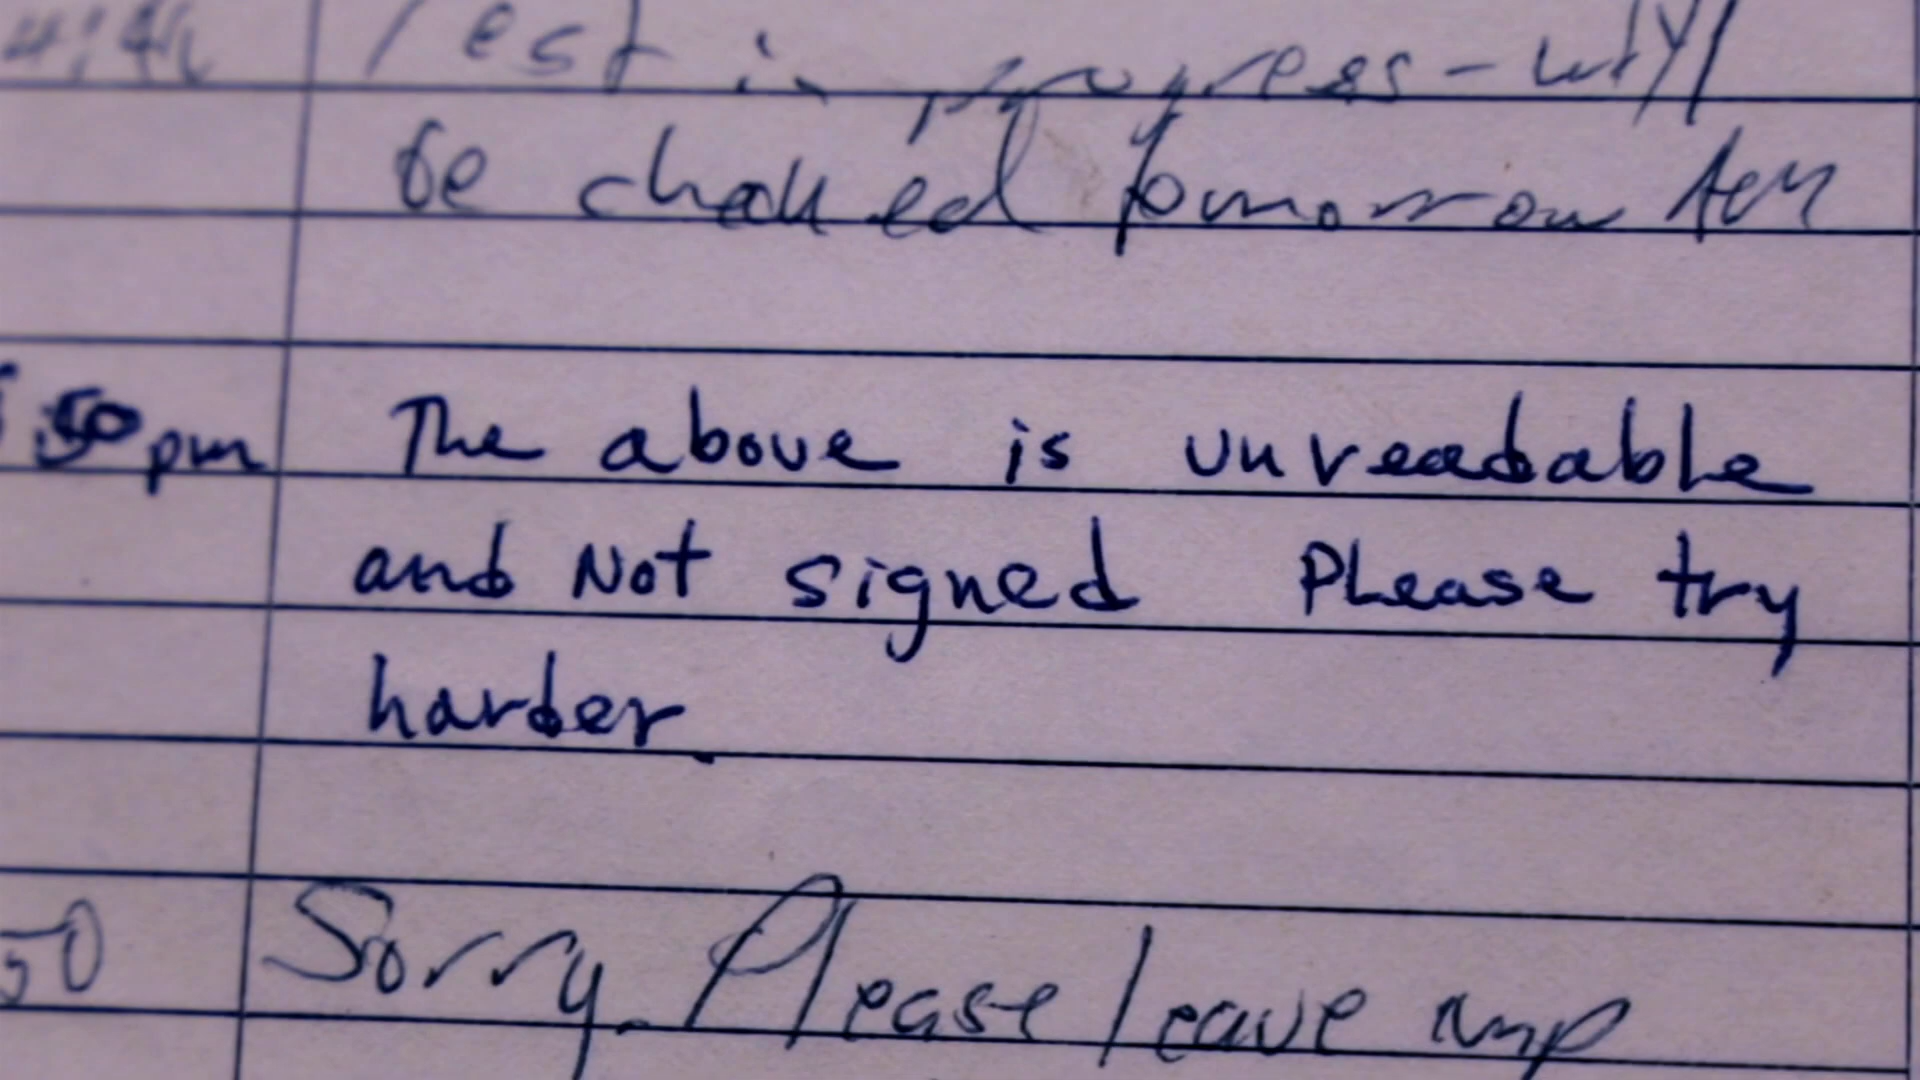 Test in progress - will
be checked tomorrow
50pm The above is unreadable
and Not signed Please try
harder.
50 Sorry. Please leave